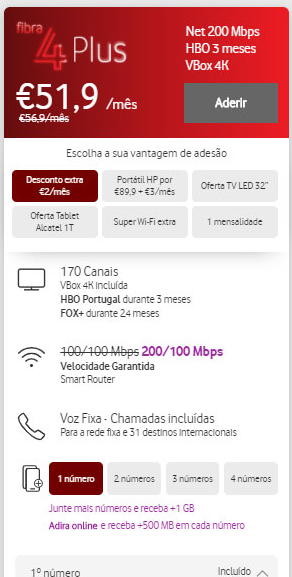 fibra
4 Plus
Net 200 Mbps
HBO 3 meses
VBox 4K
€51,9 /mês
€56,9/mês
Aderir
Escolha a sua vantagem de adesão
Desconto extra
€2/mês
Portátil HP por
€89,9 + €3/mês
Oferta TV LED 32"
Oferta Tablet
Alcatel 1T
Super Wi-Fi extra
1 mensalidade
170 Canais
VBox 4K incluída
HBO Portugal durante 3 meses
FOX+ durante 24 meses
100/100 Mbps 200/100 Mbps
Velocidade Garantida
Smart Router
Voz Fixa - Chamadas incluídas
Para a rede fixa e 31 destinos internacionais
1 número
2 números
3 números
4 números
Junte mais números e receba +1 GB
Adira online e receba +500 MB em cada número
1º número
Incluído